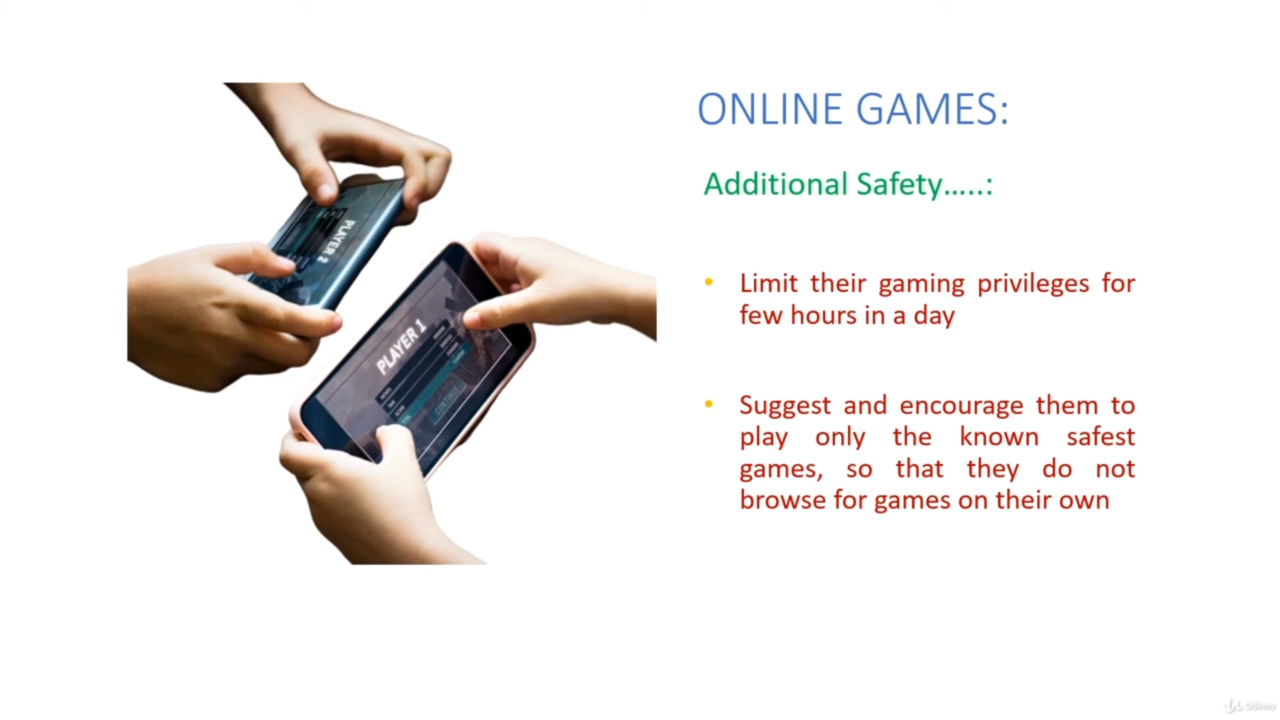 ONLINE GAMES:
Additional Safety…..:
• Limit their gaming privileges for
few hours in a day
• Suggest and encourage them to
play only the known safest
games, so that they do not
browse for games on their own
PLAYER 2
PLAYER 1
CONTINUE
Udemy